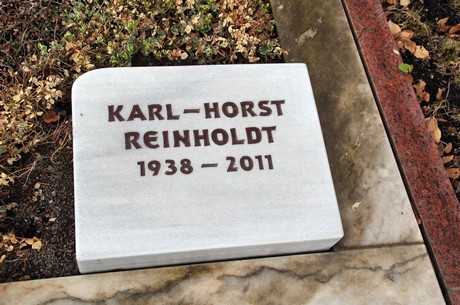 KARL-HORST
REINHOLDT
1938-2011